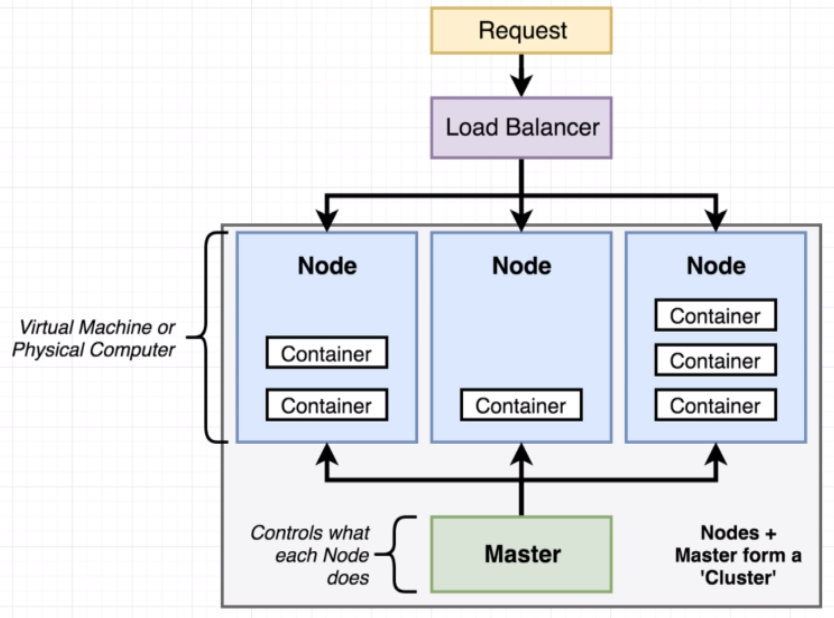 Request
Load Balancer
Node
Node
Node
Container
Container
Container
Container
Container
Container
Virtual Machine or
Physical Computer
Controls what
each Node
does
Master
Nodes +
Master form a
'Cluster'